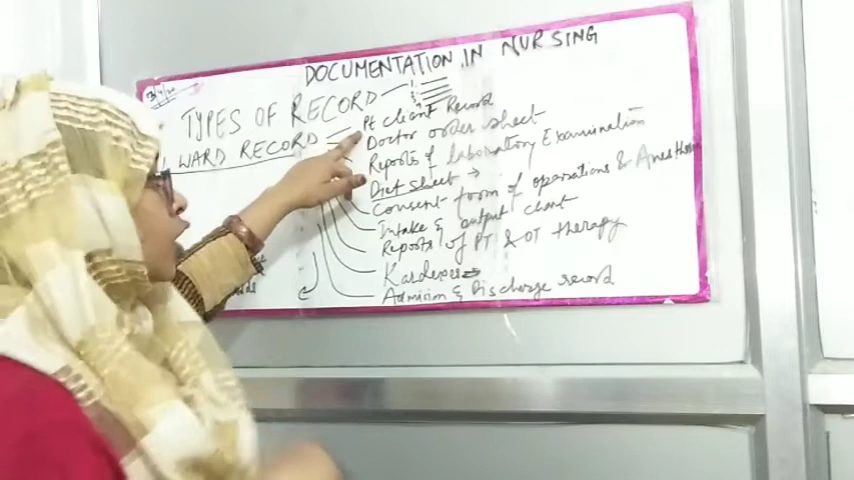 DOCUMENTATION IN NURSING
TYPES OF RECORD
WARD RECORD
Pt client Record
Doctor order sheet
Reports of laboratory Examination
Diet sheet →
Consent form of operations & Anesthesia
Intake & output chart
Reports of PT & OT therapy
Kardexes
Admission & Discharge record